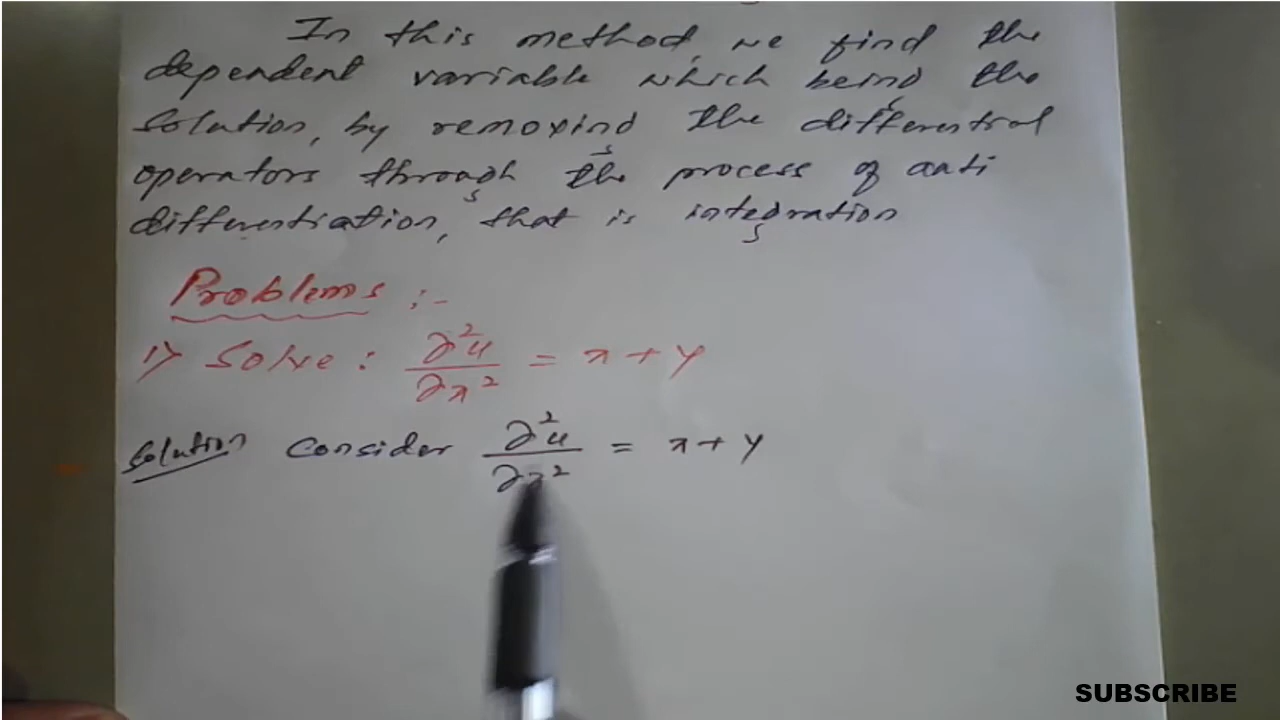 In this method, we find the
dependent variable which being the
solution, by removing the differential
operators through the process of anti
differentiation, that is integration
Problems :-
1) Solve : ∂²u/∂x² = x + y
Solution Consider ∂²u/∂x² = x + y
SUBSCRIBE